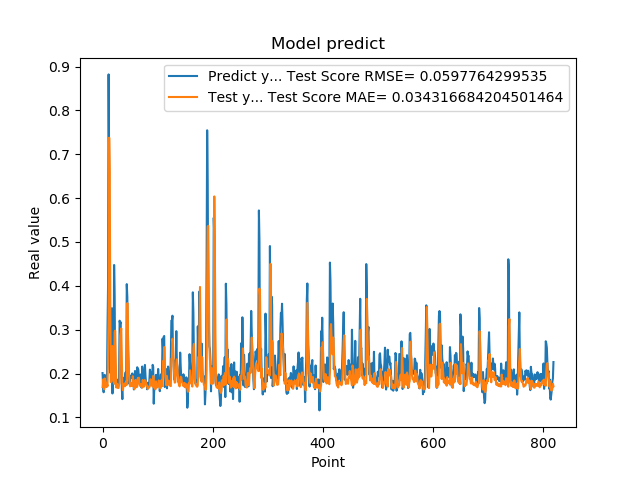 Model predict
Predict y... Test Score RMSE= 0.0597764299535
Test y... Test Score MAE= 0.034316684204501464
Real value
0.9
0.8
0.7
0.6
0.5
0.4
0.3
0.2
0.1
0
200
400
600
800
Point